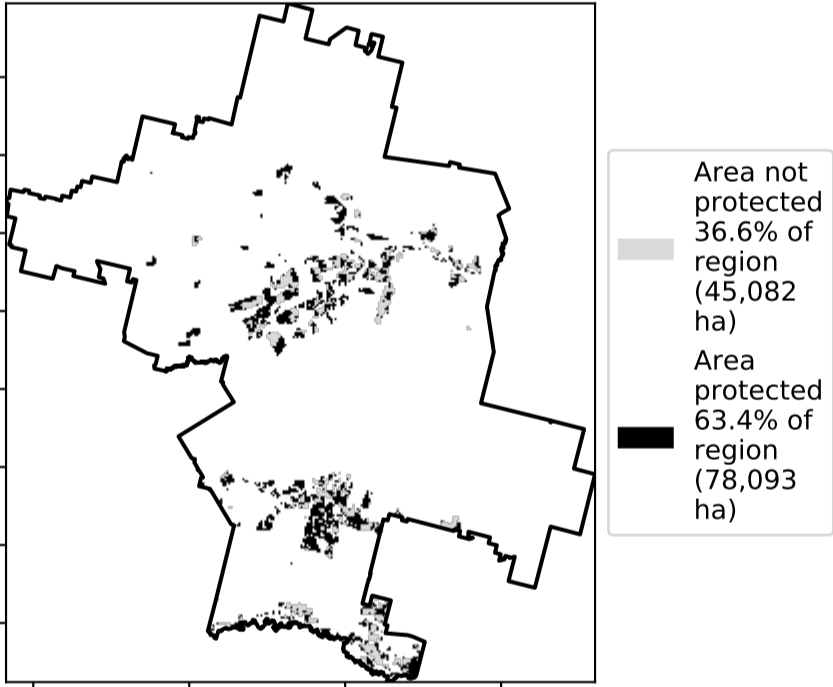 Area not
protected
36.6% of
region
(45,082
ha)
Area
protected
63.4% of
region
(78,093
ha)